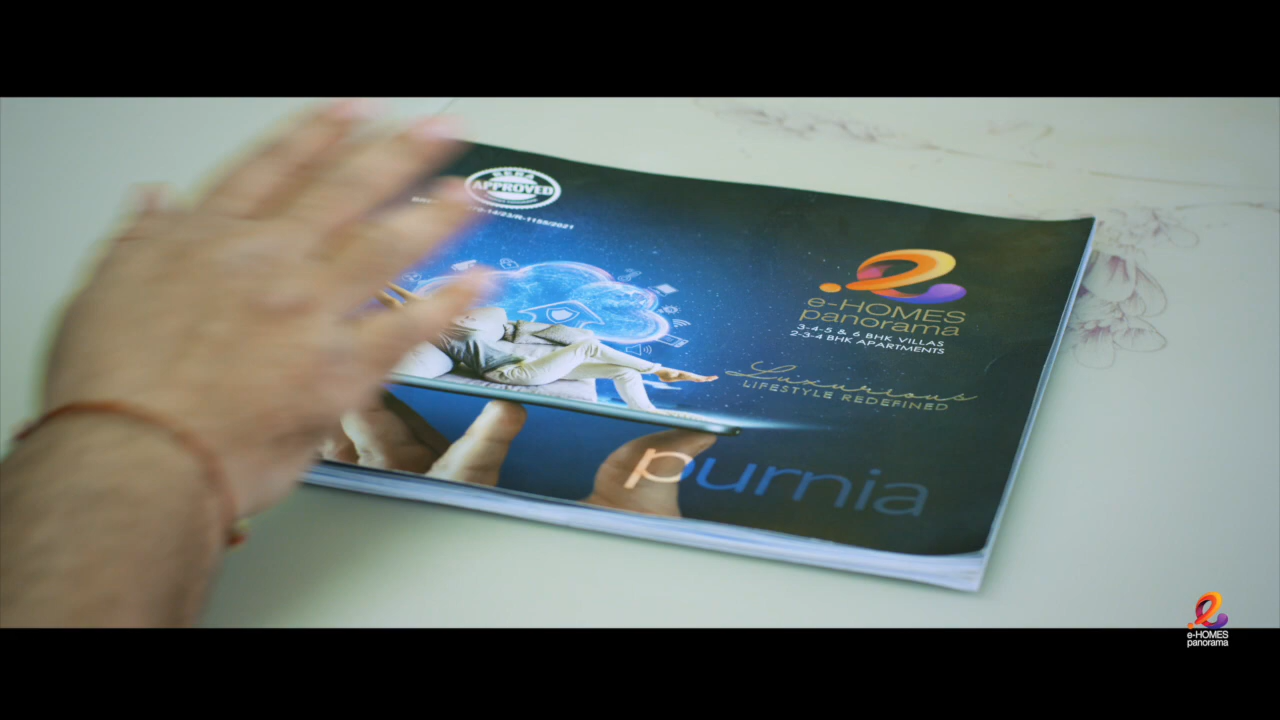 APPROVED
e-HOMES
panorama
3-4-5 & 6 BHK VILLAS
2-3-4 BHK APARTMENTS
Luxurious
LIFESTYLE REDEFINED
purnia
e-HOMES
panorama